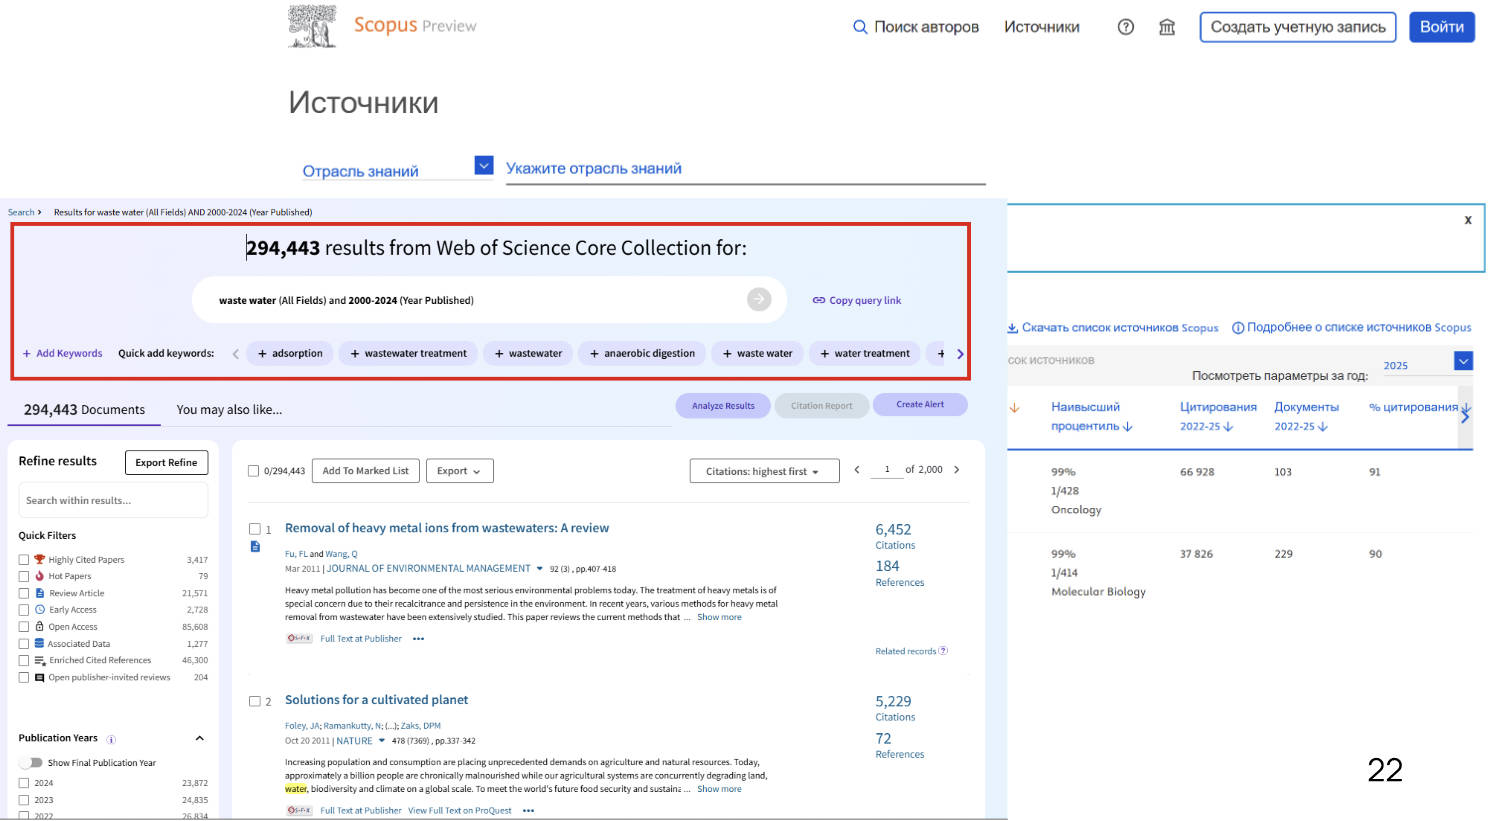 Scopus Preview
Поиск авторов
Источники
Создать учетную запись
Войти
Источники
Отрасль знаний
Укажите отрасль знаний
Search > Results for waste water (All Fields) AND 2000-2024 (Year Published)
294,443 results from Web of Science Core Collection for:
waste water (All Fields) and 2000-2024 (Year Published)
Copy query link
+ Add Keywords Quick add keywords: + adsorption + wastewater treatment + wastewater + anaerobic digestion + waste water + water treatment +
294,443 Documents
You may also like...
Analyze Results
Citation Report
Create Alert
Refine results
Export Refine
Search within results...
Quick Filters
Highly Cited Papers 3,417
Hot Papers 79
Review Article 21,571
Early Access 2,728
Open Access 85,608
Associated Data 1,277
Enriched Cited References 46,300
Open publisher-invited reviews 204
Publication Years
Show Final Publication Year
2024 23,872
2023 24,835
2022 26,834
0/294,443 Add To Marked List Export
Citations: highest first
1 of 2,000
1 Removal of heavy metal ions from wastewaters: A review
Fu, FL and Wang, Q
Mar 2011 | JOURNAL OF ENVIRONMENTAL MANAGEMENT 92 (3) , pp.407-418
Heavy metal pollution has become one of the most serious environmental problems today. The treatment of heavy metals is of
special concern due to their recalcitrance and persistence in the environment. In recent years, various methods for heavy metal
removal from wastewater have been extensively studied. This paper reviews the current methods that ... Show more
S-F-X Full Text at Publisher •••
6,452
Citations
184
References
Related records ?
2 Solutions for a cultivated planet
Foley, JA; Ramankutty, N; (...); Zaks, DPM
Oct 20 2011 | NATURE 478 (7369) , pp.337-342
Increasing population and consumption are placing unprecedented demands on agriculture and natural resources. Today,
approximately a billion people are chronically malnourished while our agricultural systems are concurrently degrading land,
water, biodiversity and climate on a global scale. To meet the world's future food security and sustaina ... Show more
S-F-X Full Text at Publisher View Full Text on ProQuest •••
5,229
Citations
72
References
x
Скачать список источников Scopus
Подробнее о списке источников Scopus
сок источников
Посмотреть параметры за год:
2025
Наивысший
процентиль
Цитирования
2022-25
Документы
2022-25
% цитирования
99% 66 928 103 91
1/428
Oncology
99% 37 826 229 90
1/414
Molecular Biology
22